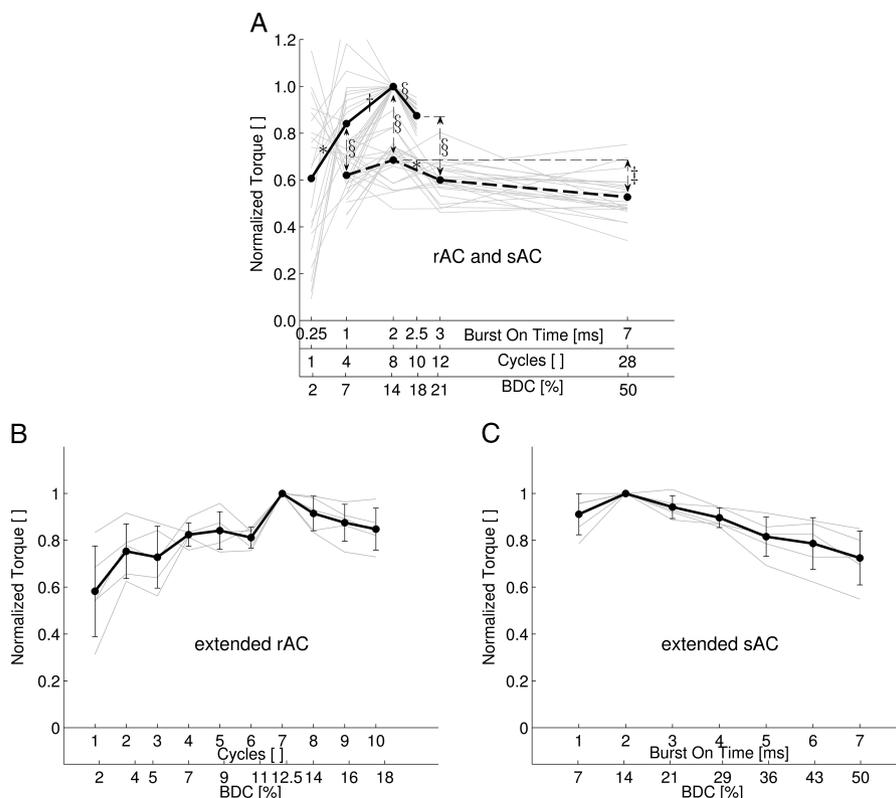 A
1.2
1.0
0.8
0.6
0.4
0.2
0.0
Normalized Torque [ ]
* † § § § * § ‡
rAC and sAC
0.25 1 2 2.5 3 Burst On Time [ms] 7
1 4 8 10 12 Cycles [ ] 28
2 7 14 18 21 BDC [%] 50
B
1
0.8
0.6
0.4
0.2
0
Normalized Torque [ ]
extended rAC
1 2 3 4 5 6 7 8 9 10
Cycles [ ]
2 4 5 7 9 11 12.5 14 16 18
BDC [%]
C
1
0.8
0.6
0.4
0.2
0
Normalized Torque [ ]
extended sAC
1 2 3 4 5 6 7
Burst On Time [ms]
7 14 21 29 36 43 50
BDC [%]